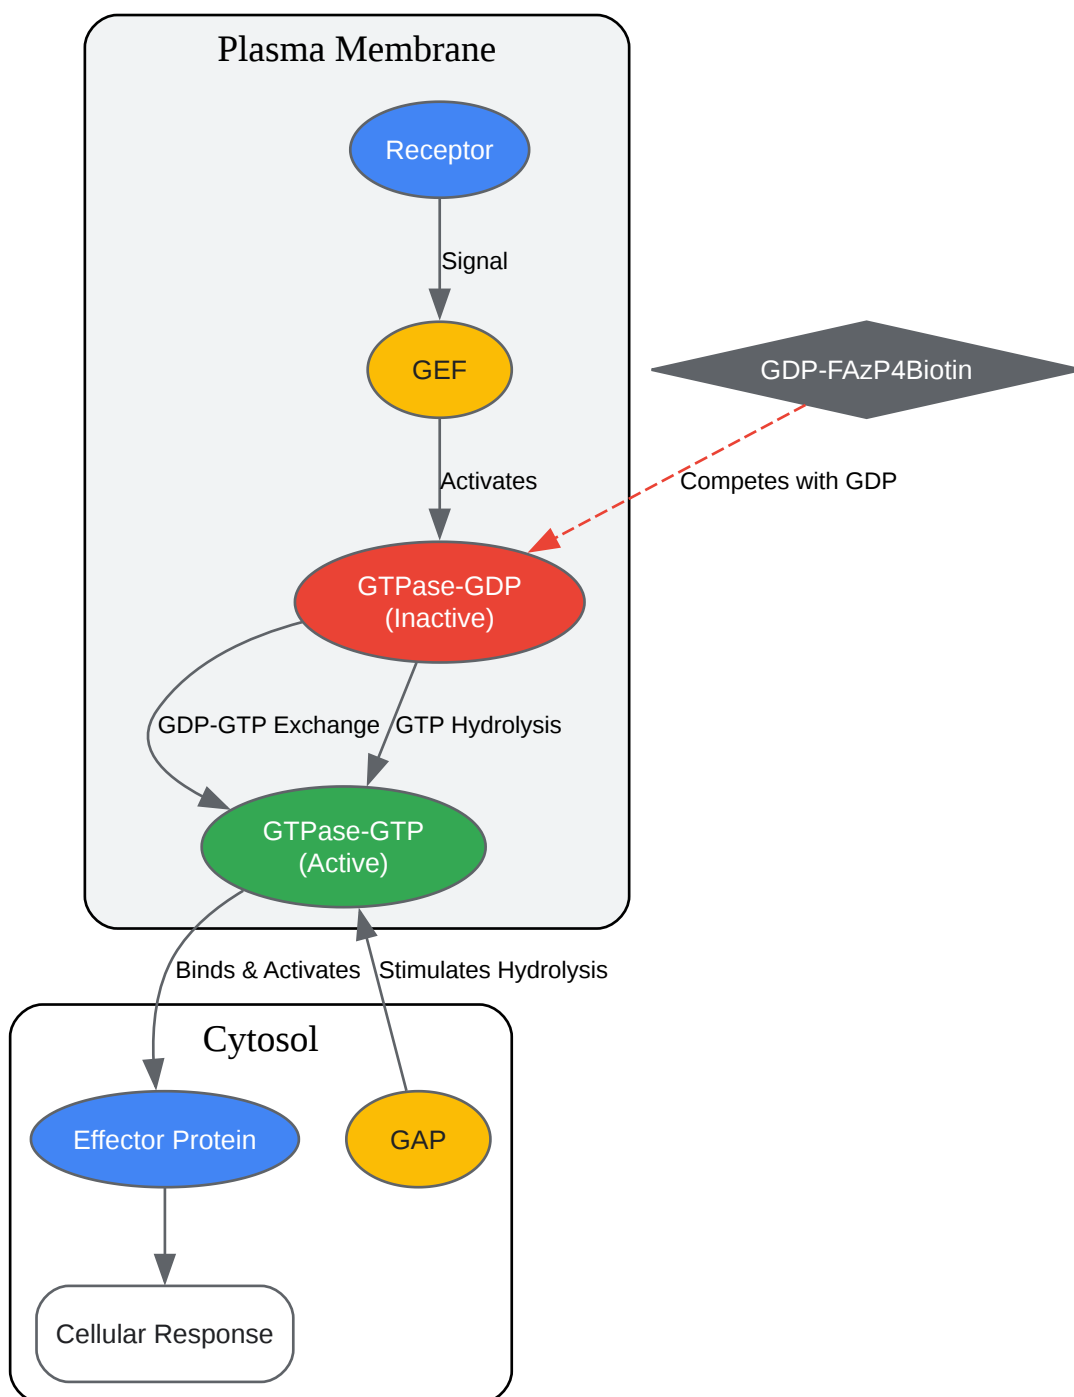 Plasma Membrane
Receptor
Signal
GEF
GDP-FAzP4Biotin
Activates
Competes with GDP
GTPase-GDP
(Inactive)
GDP-GTP Exchange
GTP Hydrolysis
GTPase-GTP
(Active)
Binds & Activates
Stimulates Hydrolysis
Cytosol
Effector Protein
GAP
Cellular Response